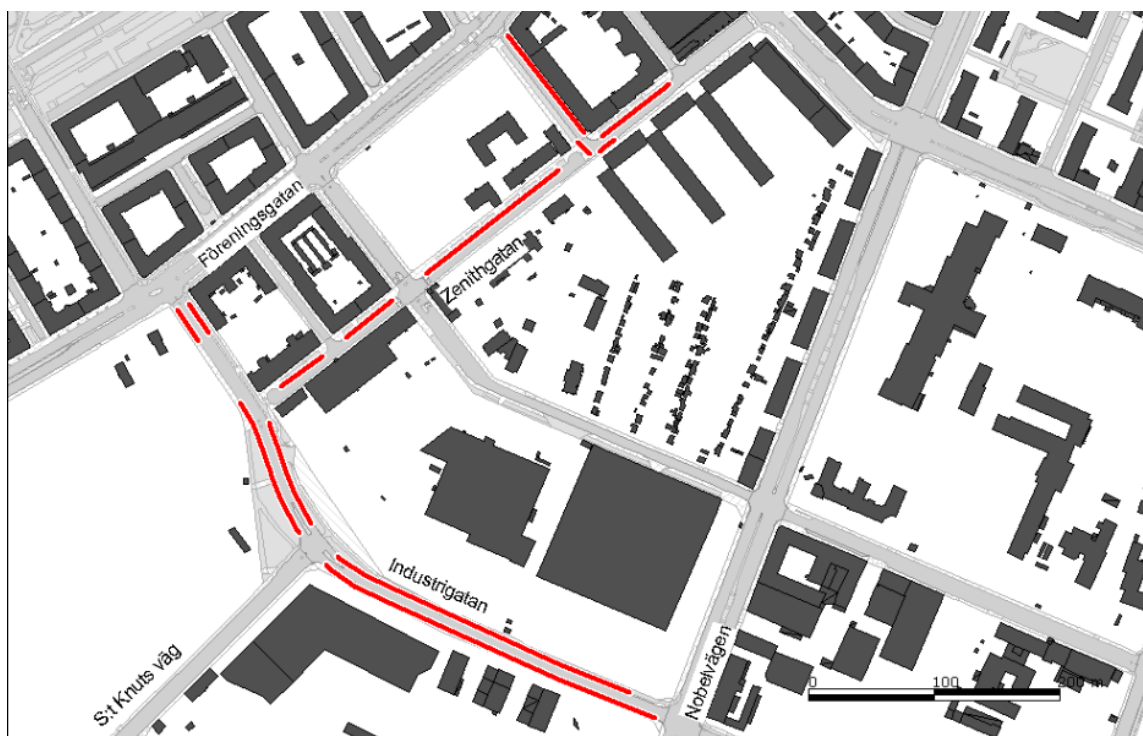 Föreningsgatan
Zenithgatan
Industrigatan
S:t Knuts väg
Nobelvägen
0 100 200 m